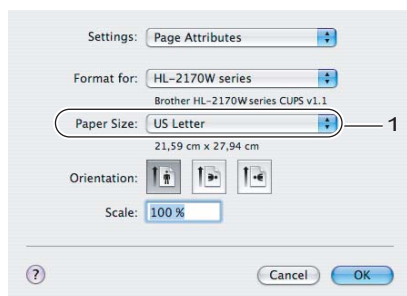 Settings: Page Attributes
Format for: HL-2170W series
Brother HL-2170W series CUPS v1.1
Paper Size: US Letter
1
21,59 cm x 27,94 cm
Orientation:
Scale: 100 %
?
Cancel OK